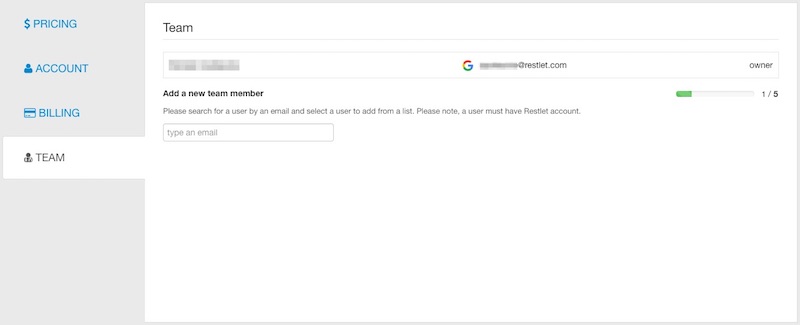 PRICING
ACCOUNT
BILLING
TEAM
Team
@restlet.com owner
Add a new team member 1 / 5
Please search for a user by an email and select a user to add from a list. Please note, a user must have Restlet account.
type an email